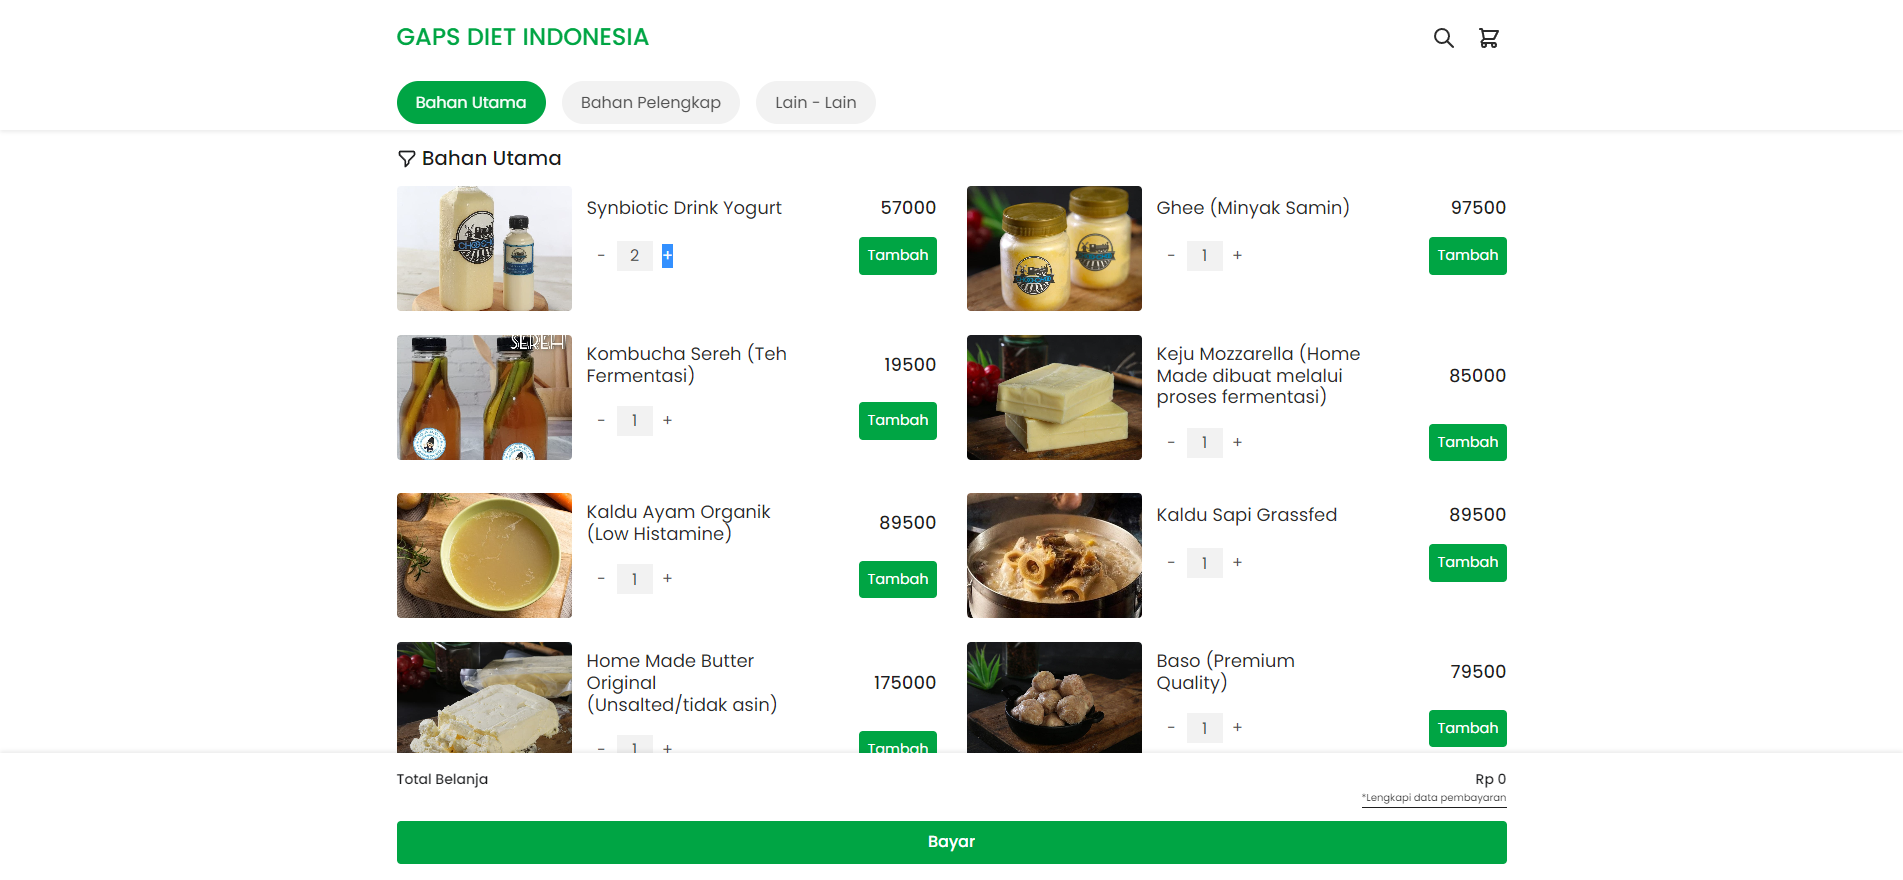 GAPS DIET INDONESIA
Bahan Utama
Bahan Pelengkap
Lain - Lain
Bahan Utama
Synbiotic Drink Yogurt
57000
- 2 +
Tambah
Ghee (Minyak Samin)
97500
- 1 +
Tambah
SEREH
Kombucha Sereh (Teh
Fermentasi)
19500
- 1 +
Tambah
Keju Mozzarella (Home
Made dibuat melalui
proses fermentasi)
85000
- 1 +
Tambah
Kaldu Ayam Organik
(Low Histamine)
89500
- 1 +
Tambah
Kaldu Sapi Grassfed
89500
- 1 +
Tambah
Home Made Butter
Original
(Unsalted/tidak asin)
175000
- 1 +
Tambah
Baso (Premium
Quality)
79500
- 1 +
Tambah
Total Belanja
Rp 0
*Lengkapi data pembayaran
Bayar